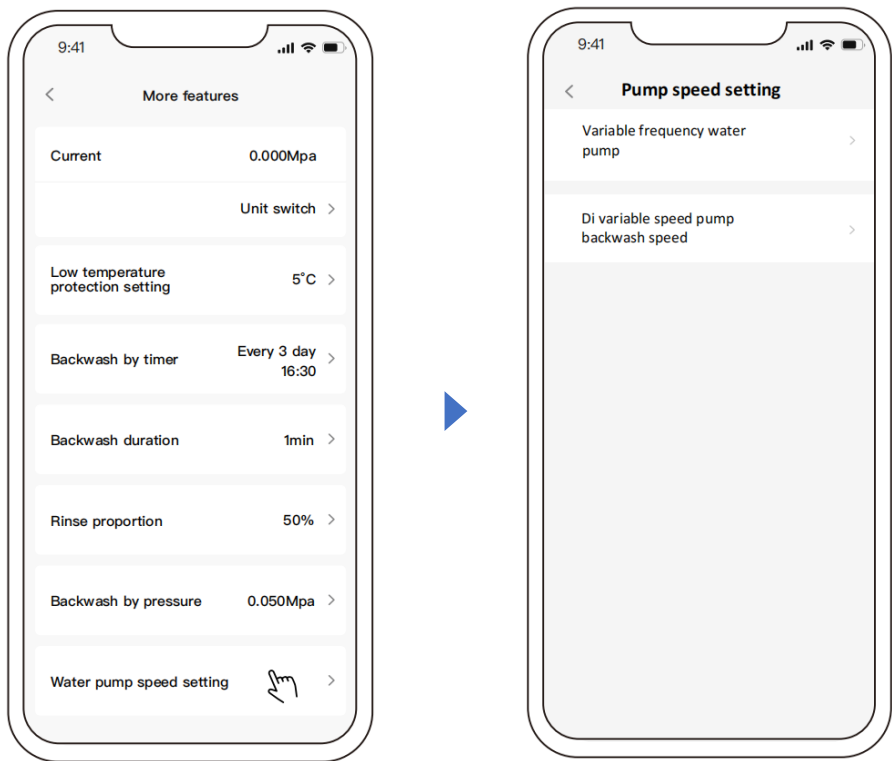 9:41
More features
Current 0.000Mpa
Unit switch
Low temperature
protection setting
5°C
Backwash by timer
Every 3 day
16:30
Backwash duration 1min
Rinse proportion 50%
Backwash by pressure 0.050Mpa
Water pump speed setting
9:41
Pump speed setting
Variable frequency water
pump
Di variable speed pump
backwash speed